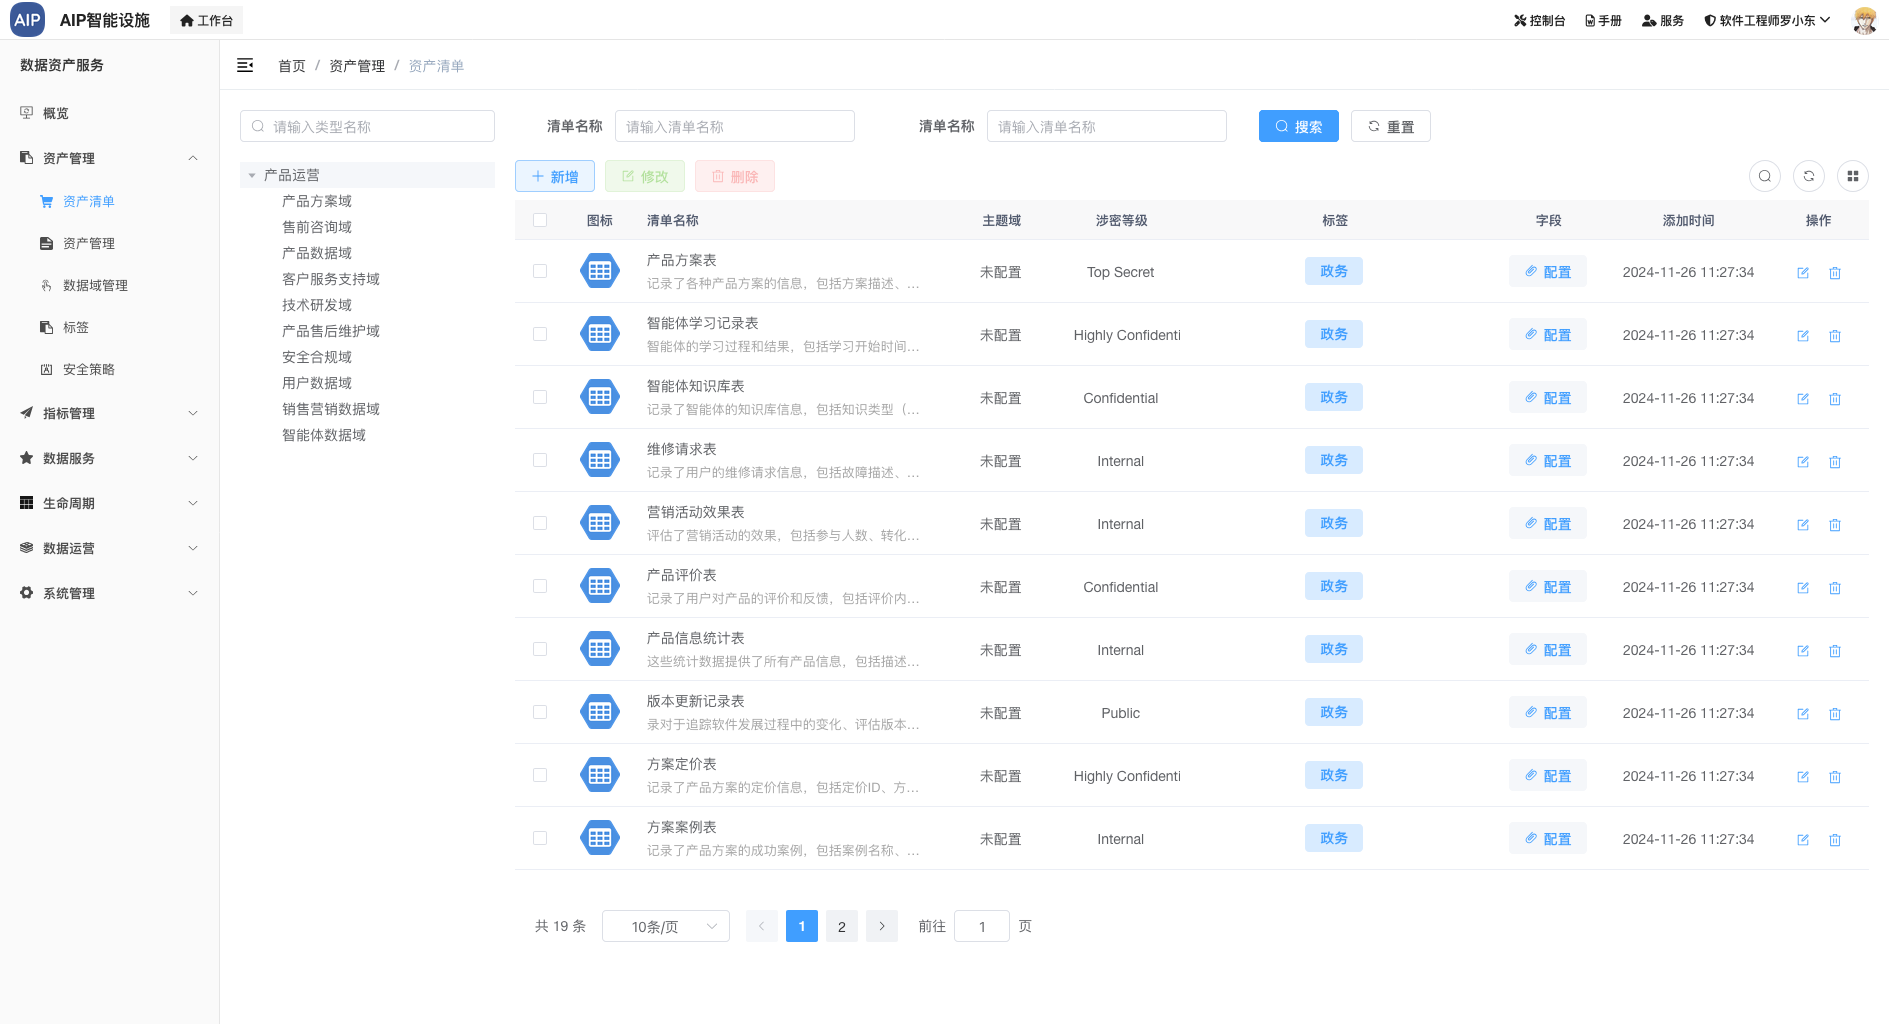 AIP AIP智能设施 工作台 控制台 手册 服务 软件工程师罗小东
数据资产服务
概览
资产管理
资产清单
资产管理
数据域管理
标签
安全策略
指标管理
数据服务
生命周期
数据运营
系统管理
首页 / 资产管理 / 资产清单
请输入类型名称 清单名称 请输入清单名称 清单名称 请输入清单名称 搜索 重置
产品运营
产品方案域
售前咨询域
产品数据域
客户服务支持域
技术研发域
产品售后维护域
安全合规域
用户数据域
销售营销数据域
智能体数据域
新增 修改 删除
图标 清单名称 主题域 涉密等级 标签 字段 添加时间 操作
产品方案表
记录了各种产品方案的信息，包括方案描述、…
未配置 Top Secret 政务 配置 2024-11-26 11:27:34
智能体学习记录表
智能体的学习过程和结果，包括学习开始时间…
未配置 Highly Confidenti 政务 配置 2024-11-26 11:27:34
智能体知识库表
记录了智能体的知识库信息，包括知识类型（…
未配置 Confidential 政务 配置 2024-11-26 11:27:34
维修请求表
记录了用户的维修请求信息，包括故障描述、…
未配置 Internal 政务 配置 2024-11-26 11:27:34
营销活动效果表
评估了营销活动的效果，包括参与人数、转化…
未配置 Internal 政务 配置 2024-11-26 11:27:34
产品评价表
记录了用户对产品的评价和反馈，包括评价内…
未配置 Confidential 政务 配置 2024-11-26 11:27:34
产品信息统计表
这些统计数据提供了所有产品信息，包括描述…
未配置 Internal 政务 配置 2024-11-26 11:27:34
版本更新记录表
录对于追踪软件发展过程中的变化、评估版本…
未配置 Public 政务 配置 2024-11-26 11:27:34
方案定价表
记录了产品方案的定价信息，包括定价ID、方…
未配置 Highly Confidenti 政务 配置 2024-11-26 11:27:34
方案案例表
记录了产品方案的成功案例，包括案例名称、…
未配置 Internal 政务 配置 2024-11-26 11:27:34
共 19 条 10条/页 1 2 前往 1 页